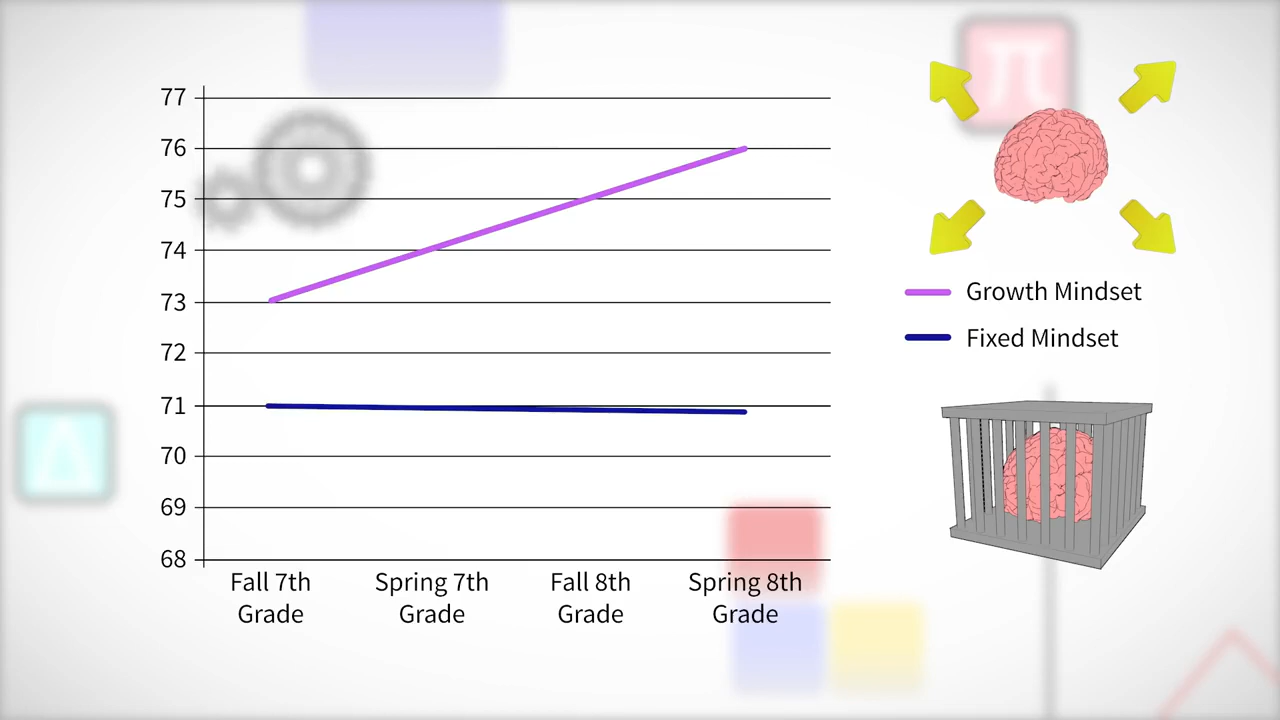 77
76
75
74
73
72
71
70
69
68
Fall 7th
Grade
Spring 7th
Grade
Fall 8th
Grade
Spring 8th
Grade
π
Growth Mindset
Fixed Mindset